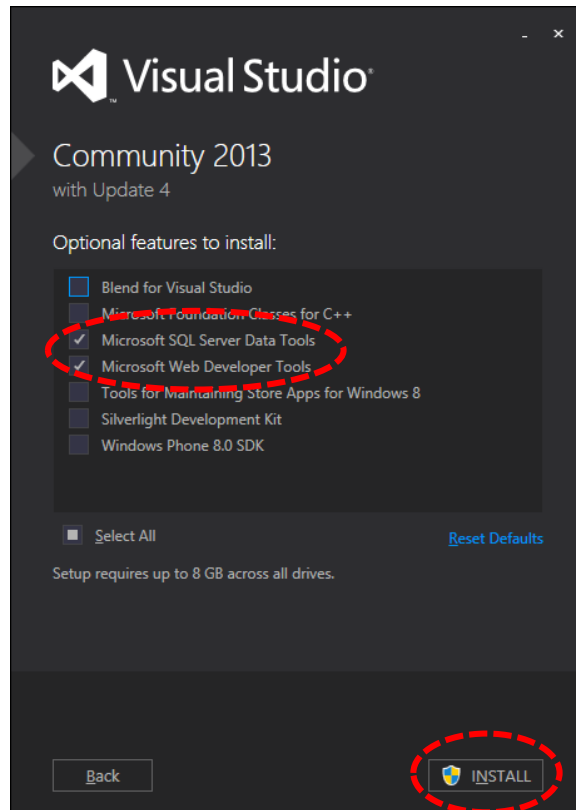 Visual Studio
™
Community 2013
with Update 4
Optional features to install:
Blend for Visual Studio
Microsoft Foundation Classes for C++
Microsoft SQL Server Data Tools
Microsoft Web Developer Tools
Tools for Maintaining Store Apps for Windows 8
Silverlight Development Kit
Windows Phone 8.0 SDK
Select All
Reset Defaults
Setup requires up to 8 GB across all drives.
Back
INSTALL